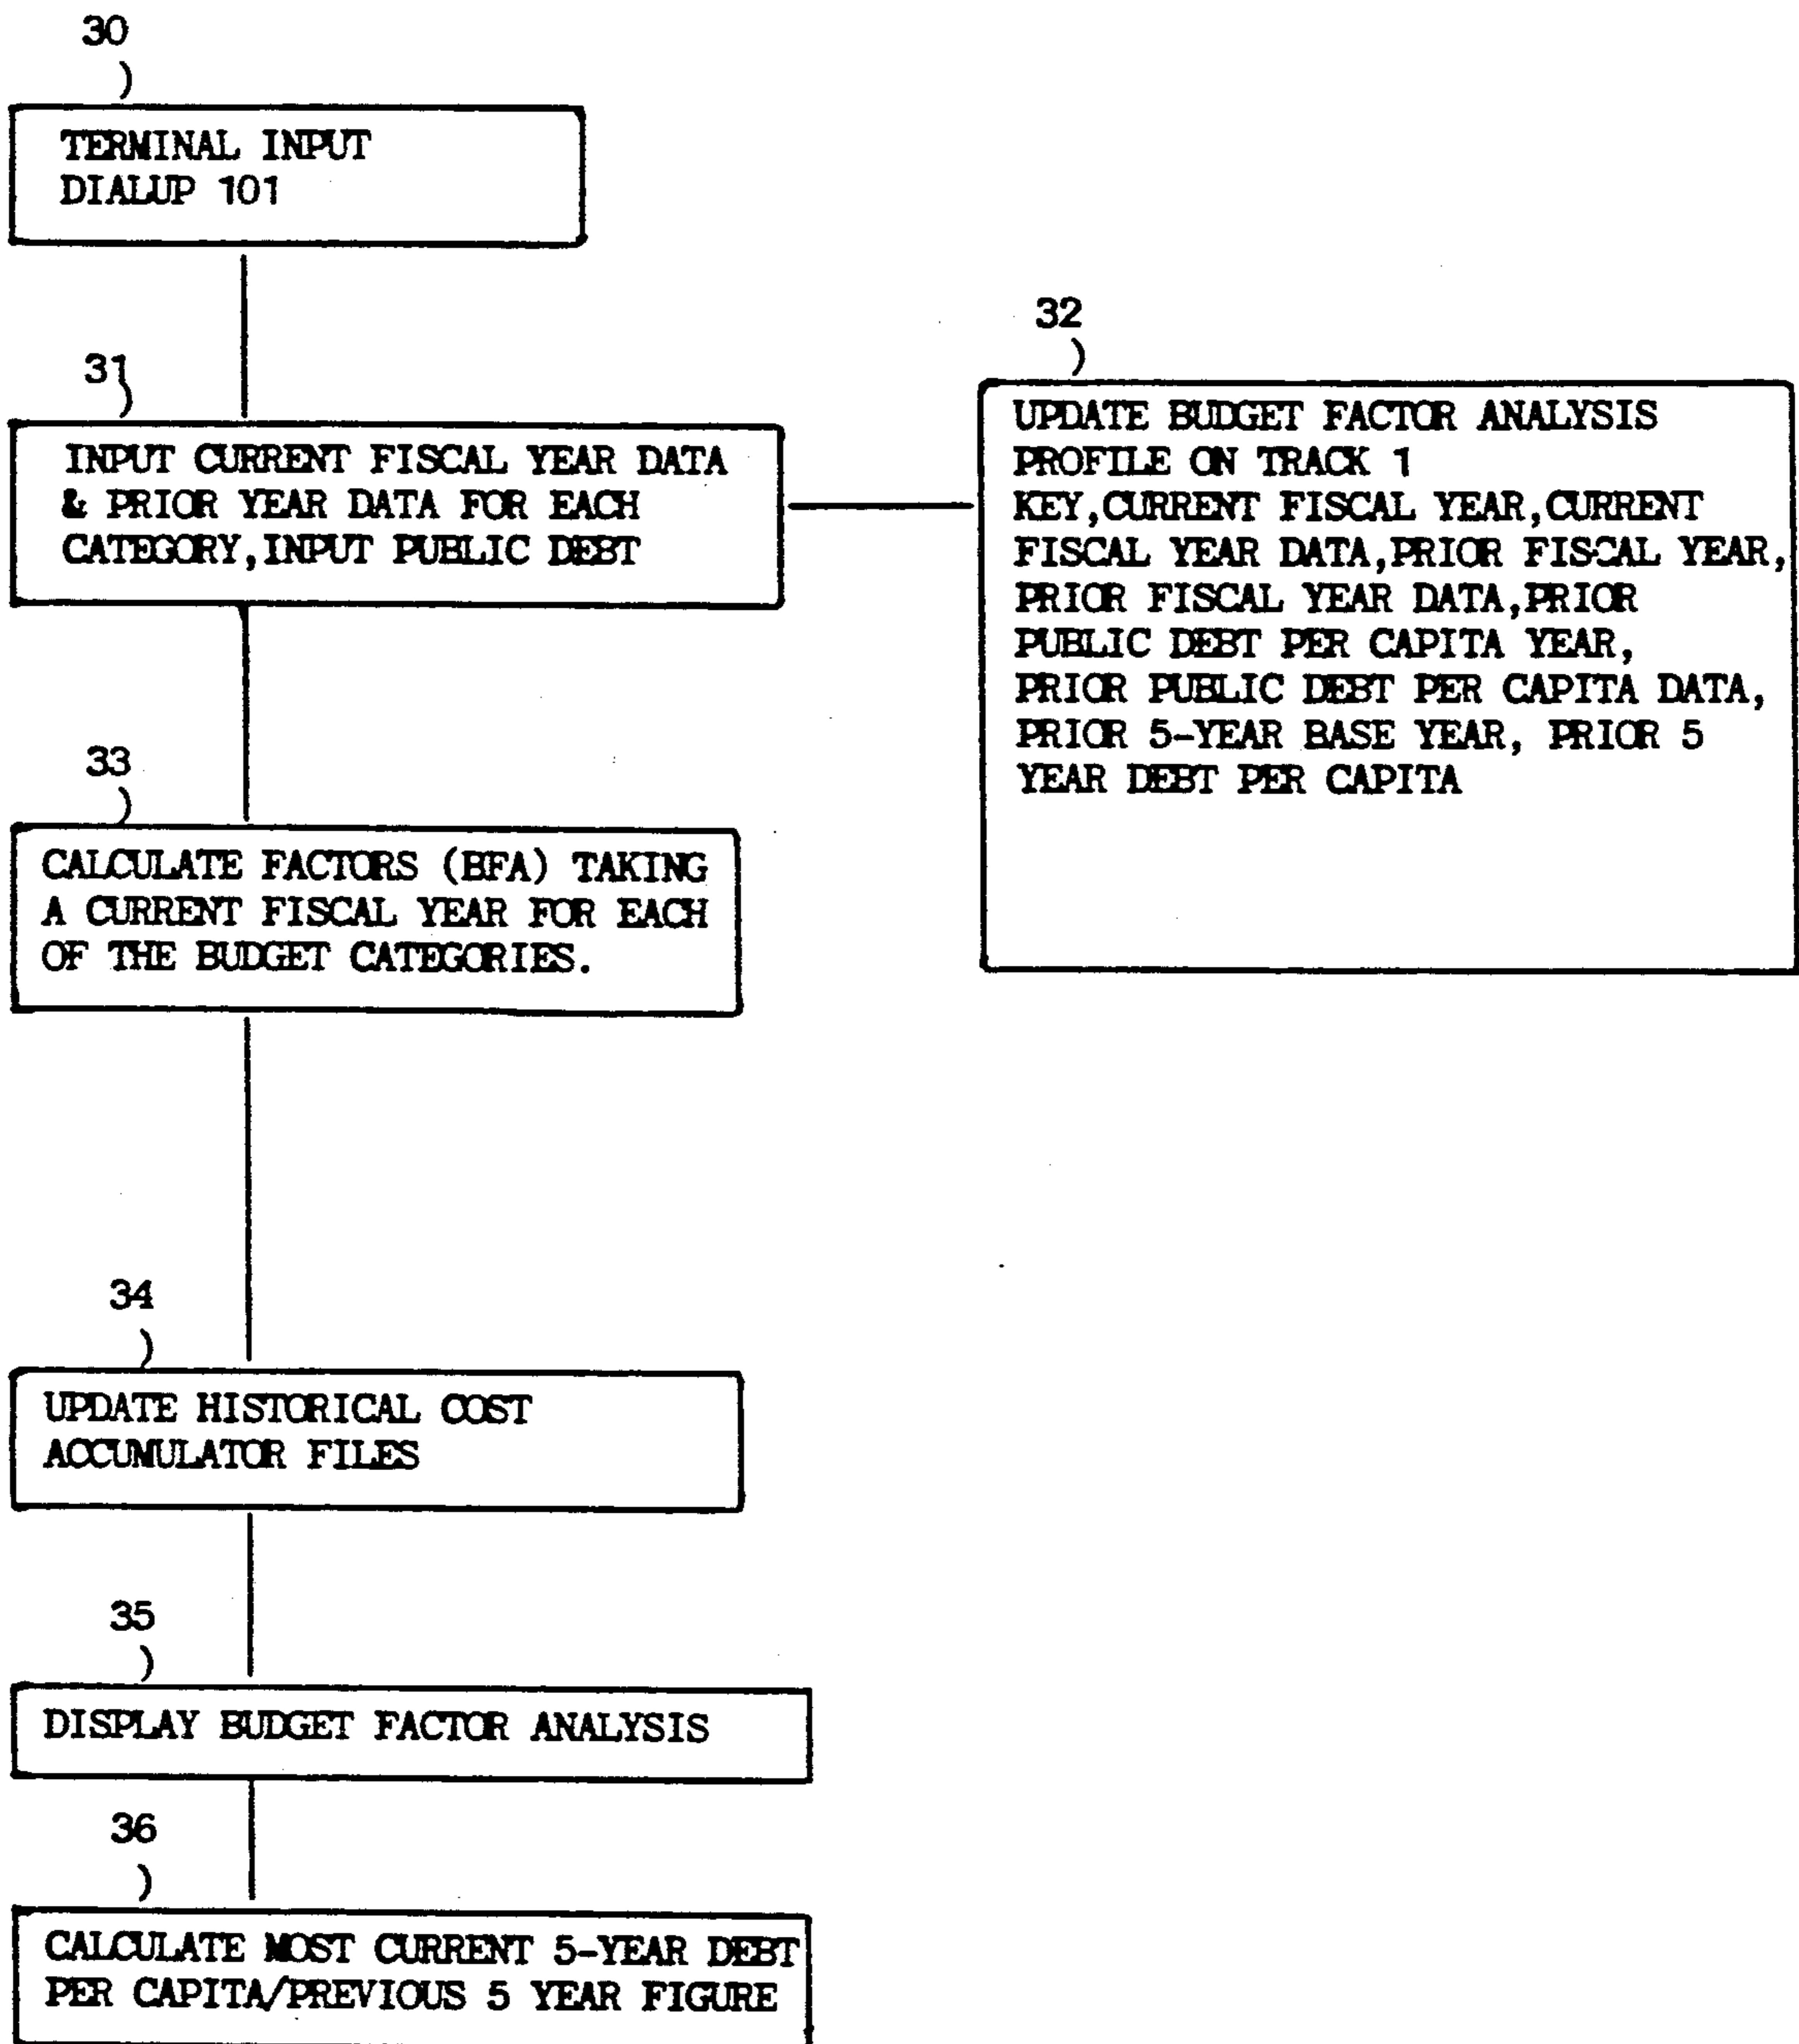 30
TERMINAL INPUT
DIALUP 101
31
INPUT CURRENT FISCAL YEAR DATA
& PRIOR YEAR DATA FOR EACH
CATEGORY,INPUT PUBLIC DEBT
32
UPDATE BUDGET FACTOR ANALYSIS
PROFILE ON TRACK 1
KEY,CURRENT FISCAL YEAR,CURRENT
FISCAL YEAR DATA,PRIOR FISCAL YEAR,
PRIOR FISCAL YEAR DATA,PRIOR
PUBLIC DEBT PER CAPITA YEAR,
PRIOR PUBLIC DEBT PER CAPITA DATA,
PRIOR 5-YEAR BASE YEAR, PRIOR 5
YEAR DEBT PER CAPITA
33
CALCULATE FACTORS (BFA) TAKING
A CURRENT FISCAL YEAR FOR EACH
OF THE BUDGET CATEGORIES.
34
UPDATE HISTORICAL COST
ACCUMULATOR FILES
35
DISPLAY BUDGET FACTOR ANALYSIS
36
CALCULATE MOST CURRENT 5-YEAR DEBT
PER CAPITA/PREVIOUS 5 YEAR FIGURE